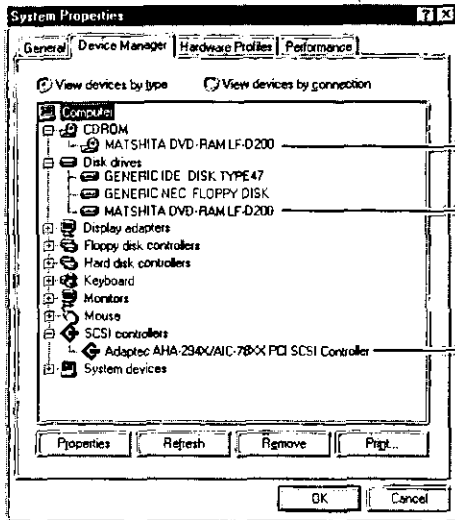 System Properties
General Device Manager Hardware Profiles Performance
View devices by type View devices by connection
Computer
CDROM
MATSHITA DVD-RAM LF-D200
Disk drives
GENERIC IDE DISK TYPE47
GENERIC NEC FLOPPY DISK
MATSHITA DVD-RAM LF-D200
Display adapters
Floppy disk controllers
Hard disk controllers
Keyboard
Monitors
Mouse
SCSI controllers
Adaptec AHA-294X/AIC-78XX PCI SCSI Controller
System devices
Properties Refresh Remove Print...
OK Cancel